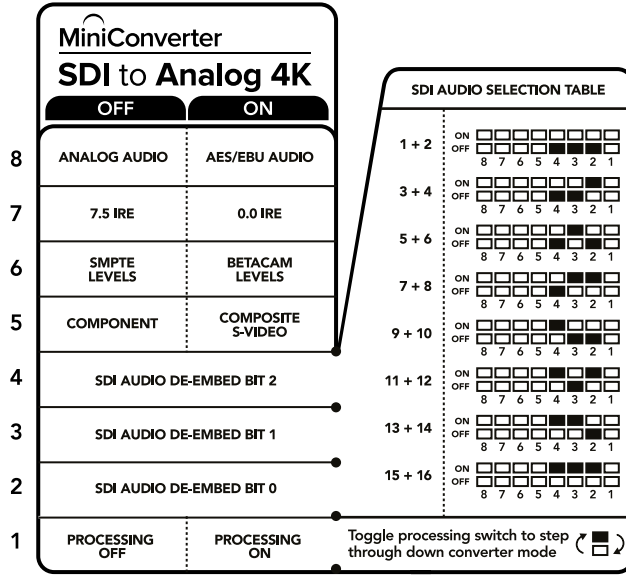 MiniConverter
SDI to Analog 4K
OFF ON
8 ANALOG AUDIO AES/EBU AUDIO
7 7.5 IRE 0.0 IRE
6 SMPTE LEVELS BETACAM LEVELS
5 COMPONENT COMPOSITE S-VIDEO
4 SDI AUDIO DE-EMBED BIT 2
3 SDI AUDIO DE-EMBED BIT 1
2 SDI AUDIO DE-EMBED BIT 0
1 PROCESSING OFF PROCESSING ON
SDI AUDIO SELECTION TABLE
1 + 2 ON OFF
8 7 6 5 4 3 2 1
3 + 4 ON OFF
8 7 6 5 4 3 2 1
5 + 6 ON OFF
8 7 6 5 4 3 2 1
7 + 8 ON OFF
8 7 6 5 4 3 2 1
9 + 10 ON OFF
8 7 6 5 4 3 2 1
11 + 12 ON OFF
8 7 6 5 4 3 2 1
13 + 14 ON OFF
8 7 6 5 4 3 2 1
15 + 16 ON OFF
8 7 6 5 4 3 2 1
Toggle processing switch to step
through down converter mode